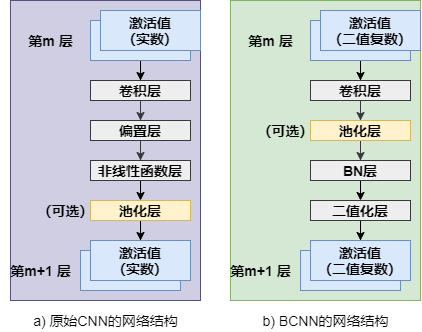 第m 层
激活值
（实数）
卷积层
偏置层
非线性函数层
（可选）
池化层
第m+1 层
激活值
（实数）
a) 原始CNN的网络结构
第m 层
激活值
（二值复数）
卷积层
（可选）
池化层
BN层
二值化层
第m+1 层
激活值
（二值复数）
b) BCNN的网络结构